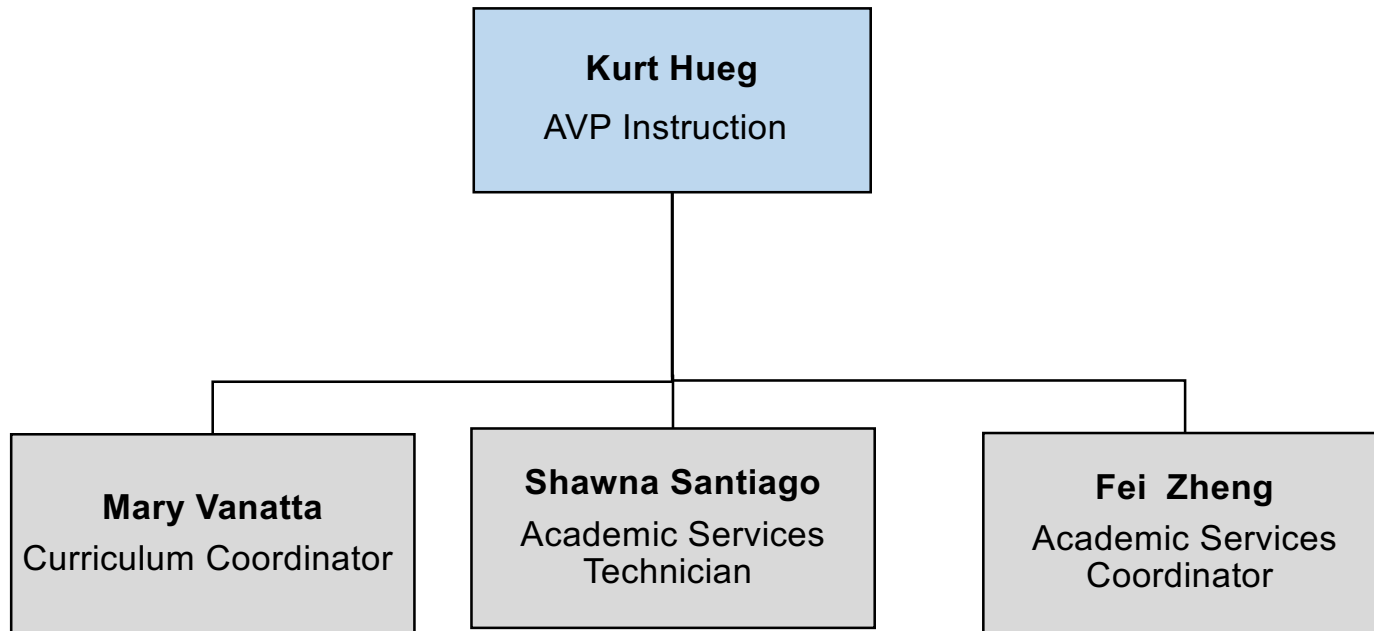 Kurt Hueg
AVP Instruction
Mary Vanatta
Curriculum Coordinator
Shawna Santiago
Academic Services
Technician
Fei Zheng
Academic Services
Coordinator